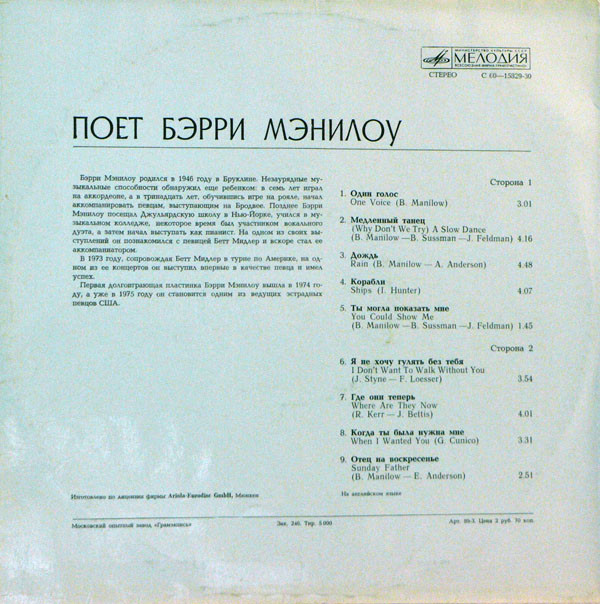 МИНИСТЕРСТВО КУЛЬТУРЫ СССР
МЕЛОДИЯ
ВСЕСОЮЗНАЯ ФИРМА ГРАМПЛАСТИНОК
СТЕРЕО С 60—15829-30
ПОЕТ БЭРРИ МЭНИЛОУ
Бэрри Мэнилоу родился в 1946 году в Бруклине. Незаурядные му-
зыкальные способности обнаружил еще ребенком: в семь лет играл
на аккордеоне, а в тринадцать лет, обучившись игре на рояле, начал
аккомпанировать певцам, выступающим на Бродвее. Позднее Бэрри
Мэнилоу посещал Джульярдскую школу в Нью-Йорке, учился в му-
зыкальном колледже, некоторое время был участником вокального
дуэта, а затем начал выступать как пианист. На одном из своих вы-
ступлений он познакомился с певицей Бетт Мидлер и вскоре стал ее
аккомпаниатором.
В 1973 году, сопровождая Бетт Мидлер в турне по Америке, на од-
ном из ее концертов он выступил впервые в качестве певца и имел
успех.
Первая долгоиграющая пластинка Бэрри Мэнилоу вышла в 1974 го-
ду, а уже в 1975 году он становится одним из ведущих эстрадных
певцов США.
Сторона 1
1. Один голос
One Voice (B. Manilow) 3.01
2. Медленный танец
(Why Don't We Try) A Slow Dance
(B. Manilow — B. Sussman — J. Feldman) 4.16
3. Дождь
Rain (B. Manilow — A. Anderson) 4.48
4. Корабли
Ships (I. Hunter) 4.07
5. Ты могла показать мне
You Could Show Me
(B. Manilow — B. Sussman — J. Feldman) 1.45
Сторона 2
6. Я не хочу гулять без тебя
I Don't Want To Walk Without You
(J. Styne — F. Loesser) 3.54
7. Где они теперь
Where Are They Now
(R. Kerr — J. Bettis) 4.01
8. Когда ты была нужна мне
When I Wanted You (G. Cunico) 3.31
9. Отец на воскресенье
Sunday Father
(B. Manilow — E. Anderson) 2.51
Изготовлено по лицензии фирмы Ariola-Eurodisc GmbH, Мюнхен
На английском языке
Московский опытный завод «Грамзапись» Зак. 246. Тир. 5 000 Арт. 10-3. Цена 2 руб. 70 коп.